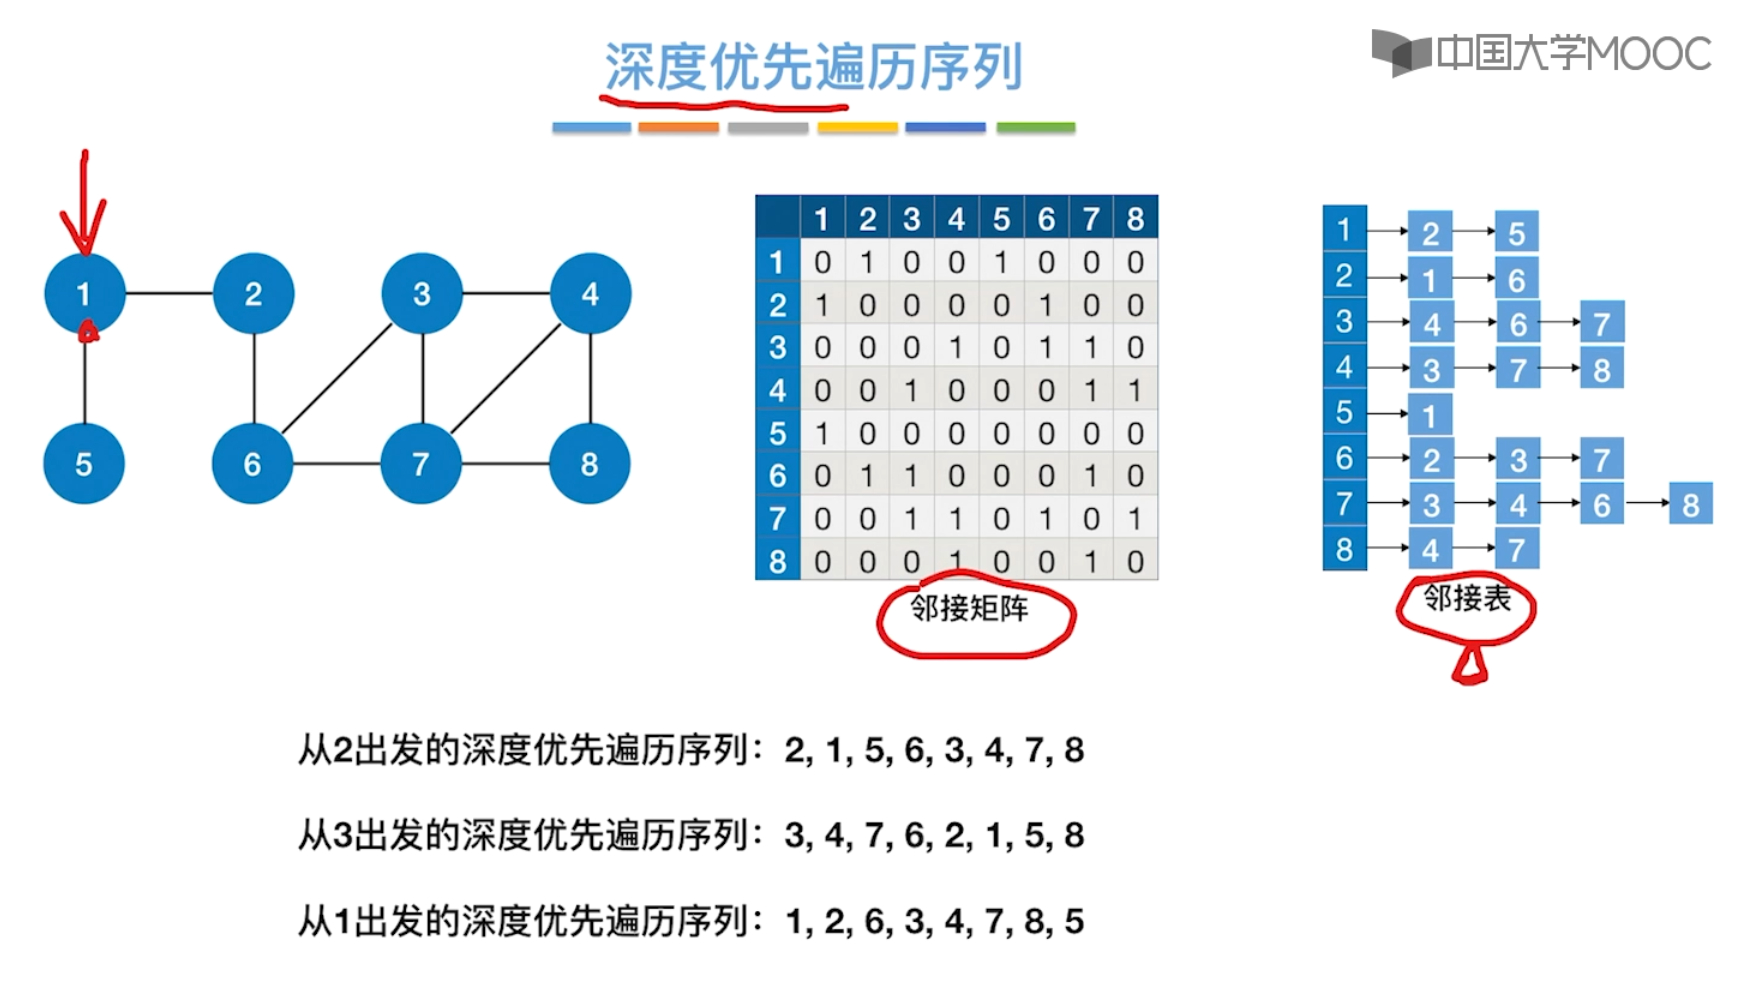 深度优先遍历序列
中国大学MOOC
1 2 3 4
5 6 7 8
1 2 3 4 5 6 7 8
1 0 1 0 0 1 0 0 0
2 1 0 0 0 0 1 0 0
3 0 0 0 1 0 1 1 0
4 0 0 1 0 0 0 1 1
5 1 0 0 0 0 0 0 0
6 0 1 1 0 0 0 1 0
7 0 0 1 1 0 1 0 1
8 0 0 0 1 0 0 1 0
邻接矩阵
1 2 5
2 1 6
3 4 6 7
4 3 7 8
5 1
6 2 3 7
7 3 4 6 8
8 4 7
邻接表
从2出发的深度优先遍历序列：2, 1, 5, 6, 3, 4, 7, 8
从3出发的深度优先遍历序列：3, 4, 7, 6, 2, 1, 5, 8
从1出发的深度优先遍历序列：1, 2, 6, 3, 4, 7, 8, 5